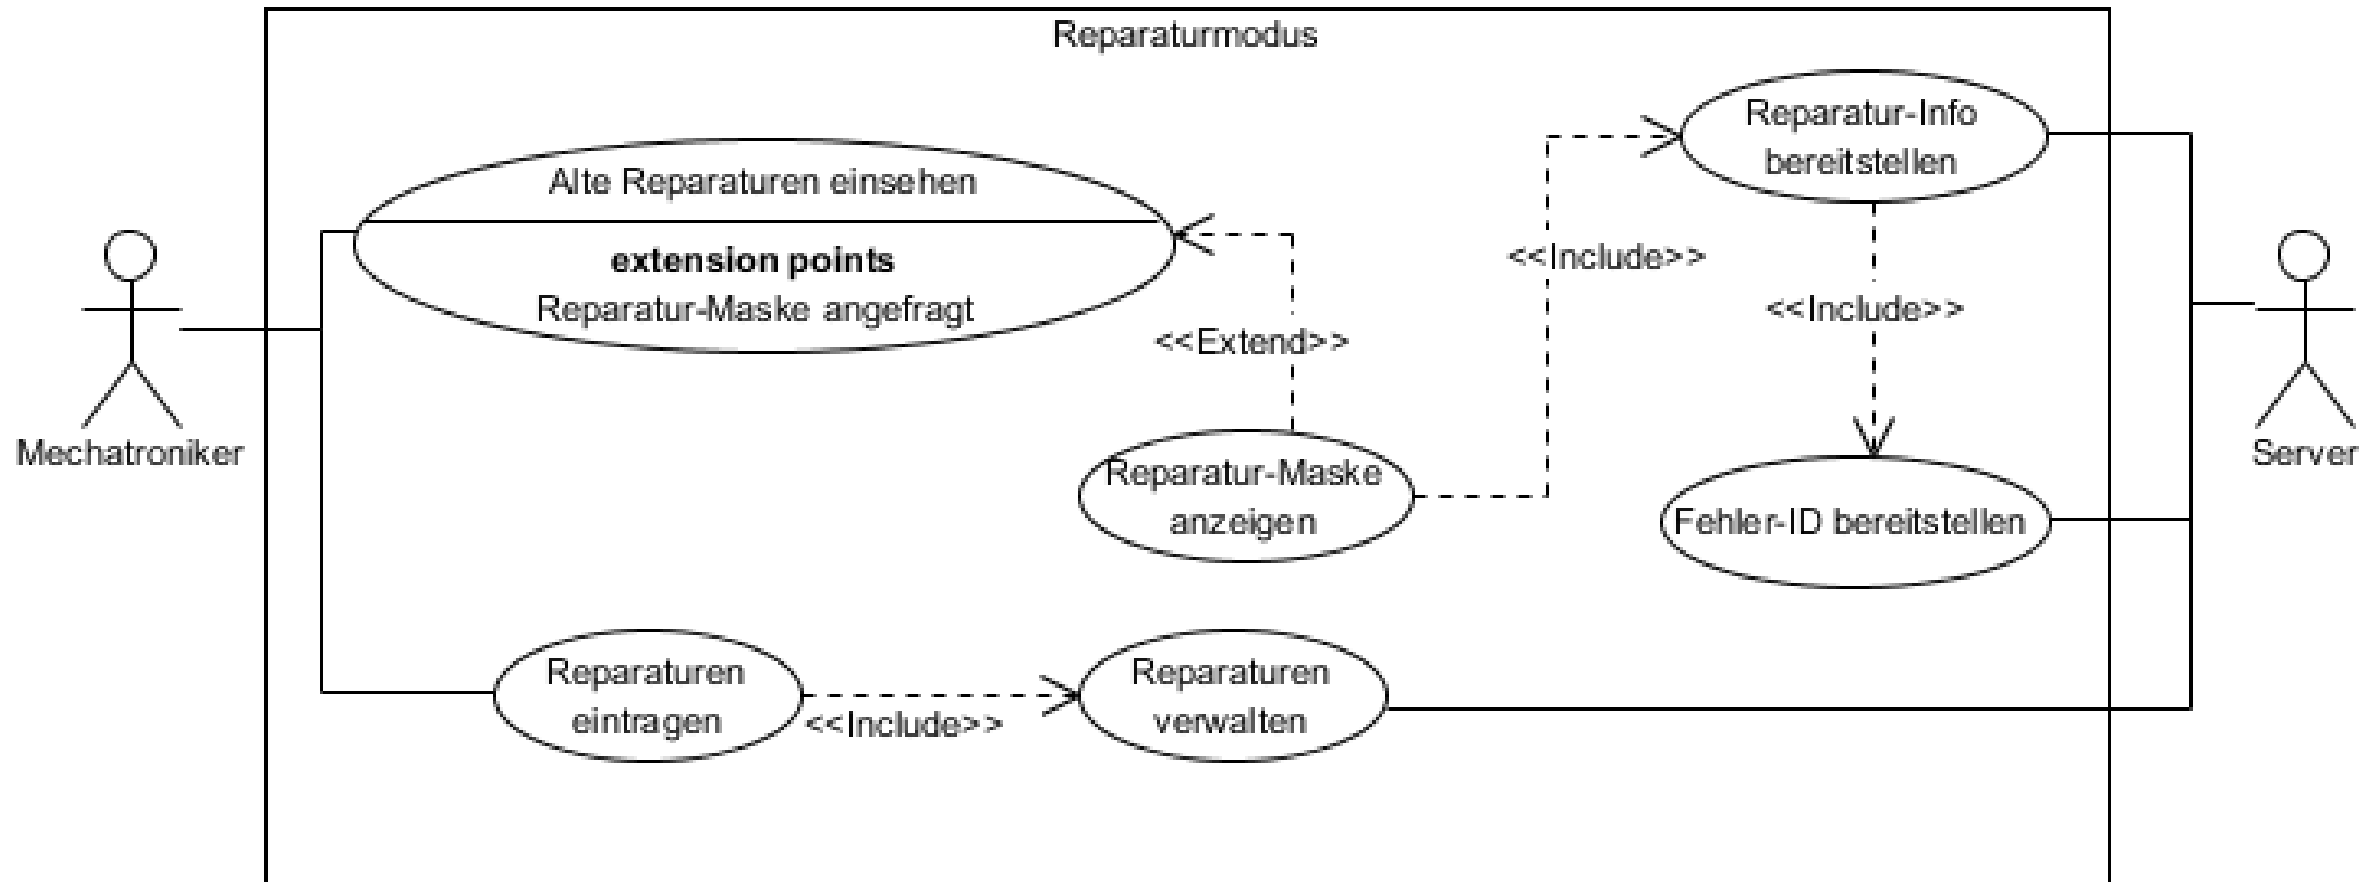 Reparaturmodus
Reparatur-Info
bereitstellen
Alte Reparaturen einsehen
extension points
Reparatur-Maske angefragt
<<Include>>
<<Include>>
<<Extend>>
Mechatroniker
Server
Reparatur-Maske
anzeigen
Fehler-ID bereitstellen
Reparaturen
eintragen
<<Include>>
Reparaturen
verwalten